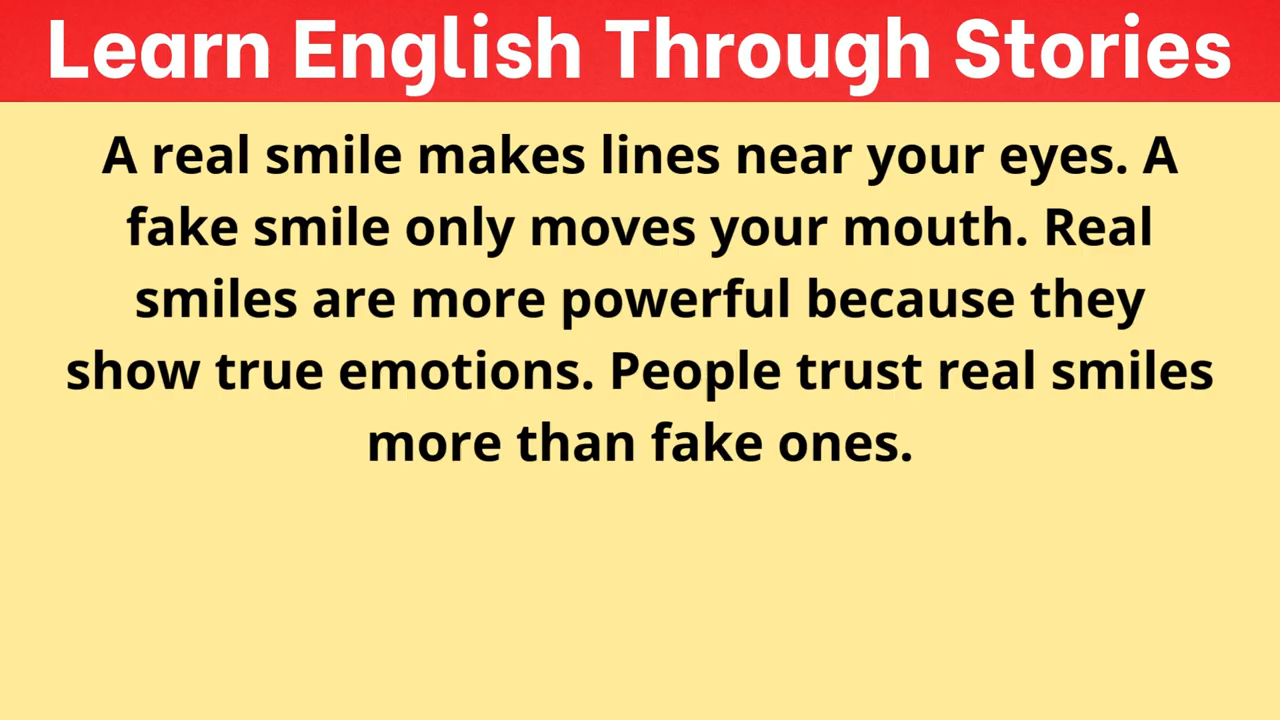 Learn English Through Stories
A real smile makes lines near your eyes. A
fake smile only moves your mouth. Real
smiles are more powerful because they
show true emotions. People trust real smiles
more than fake ones.